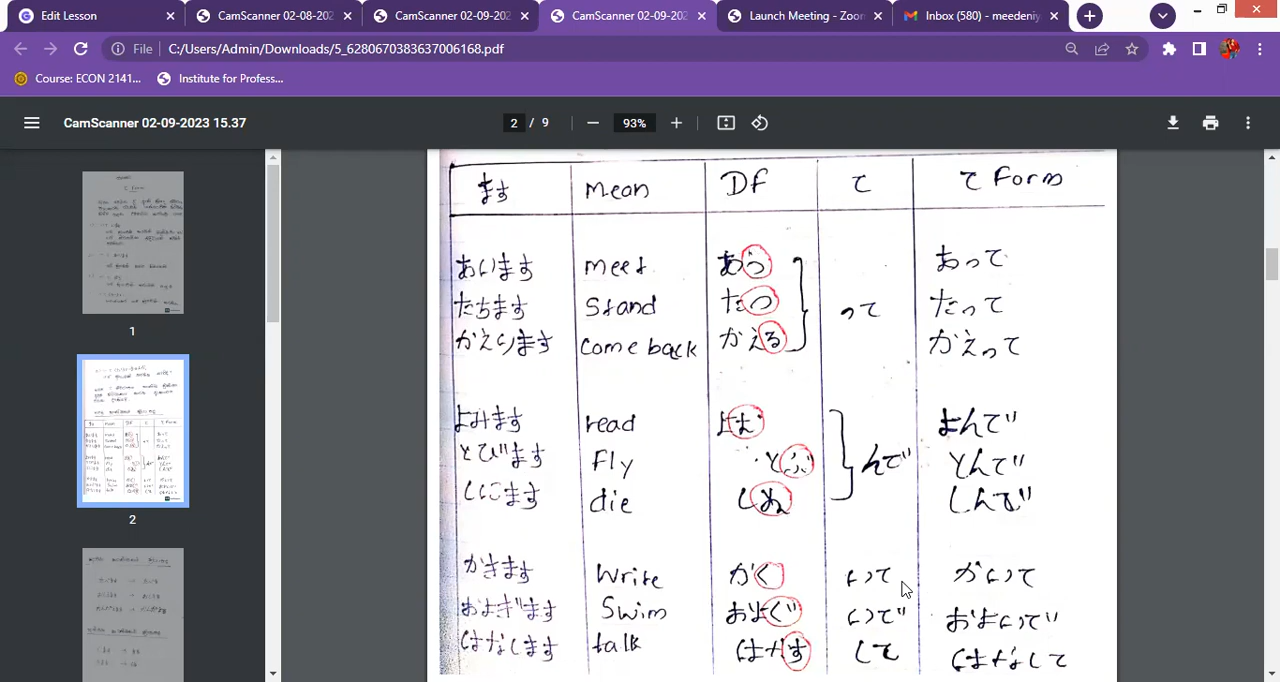 Edit Lesson
CamScanner 02-08-202
CamScanner 02-09-202
CamScanner 02-09-202
Launch Meeting - Zoon
Inbox (580) - meedeniy
File
C:/Users/Admin/Downloads/5_6280670383637006168.pdf
Course: ECON 2141...
Institute for Profess...
CamScanner 02-09-2023 15.37
2 / 9
93%
1
2
ます Mean Df て て Form
あいます meet あう って あって
たちます Stand たつ たって
かえります Come back かえる かえって
よみます read よむ んで よんで
とびます Fly とぶ とんで
しにます die しぬ しんで
かきます Write かく いって かいって
およぎます Swim およぐ いって" およいって
はなします talk はなす して はなして